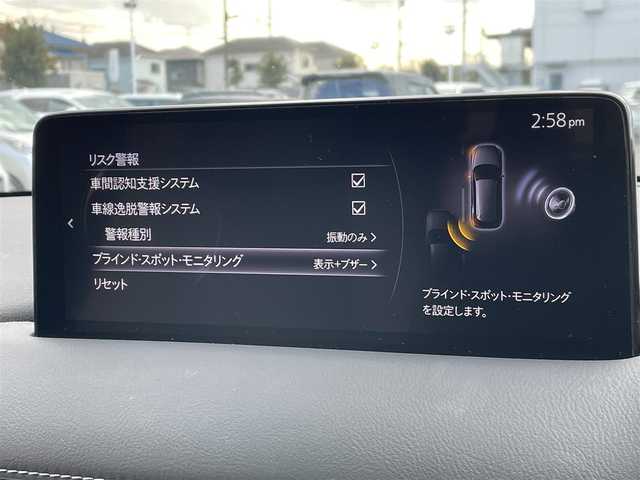 2:58pm
リスク警報
車間認知支援システム
車線逸脱警報システム
警報種別 振動のみ
ブラインド・スポット・モニタリング 表示+ブザー
リセット
ブラインド・スポット・モニタリング
を設定します。